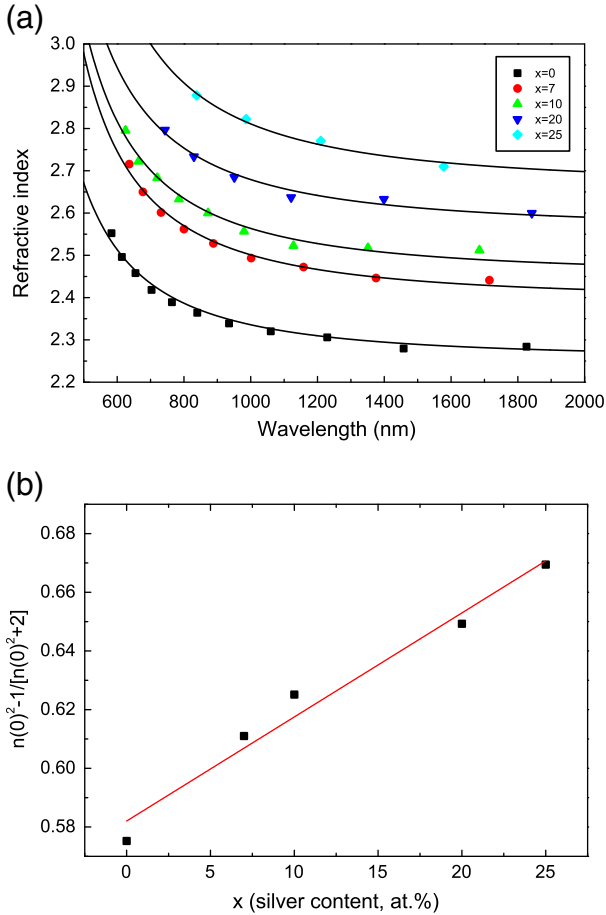 (a)
3.0
2.9
2.8
2.7
2.6
2.5
2.4
2.3
2.2
Refractive index
x=0
x=7
x=10
x=20
x=25
600 800 1000 1200 1400 1600 1800 2000
Wavelength (nm)
(b)
0.68
0.66
0.64
0.62
0.60
0.58
n(0)²-1/[n(0)²+2]
0 5 10 15 20 25
x (silver content, at.%)